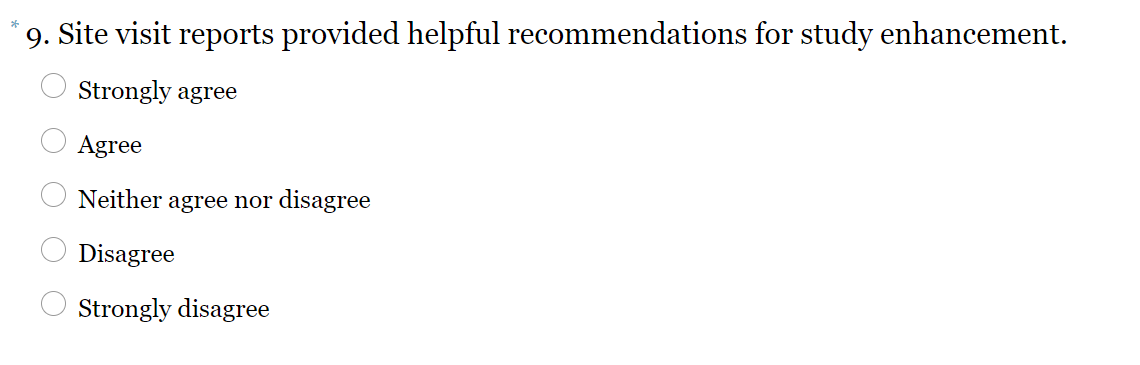 * 9. Site visit reports provided helpful recommendations for study enhancement.
Strongly agree
Agree
Neither agree nor disagree
Disagree
Strongly disagree